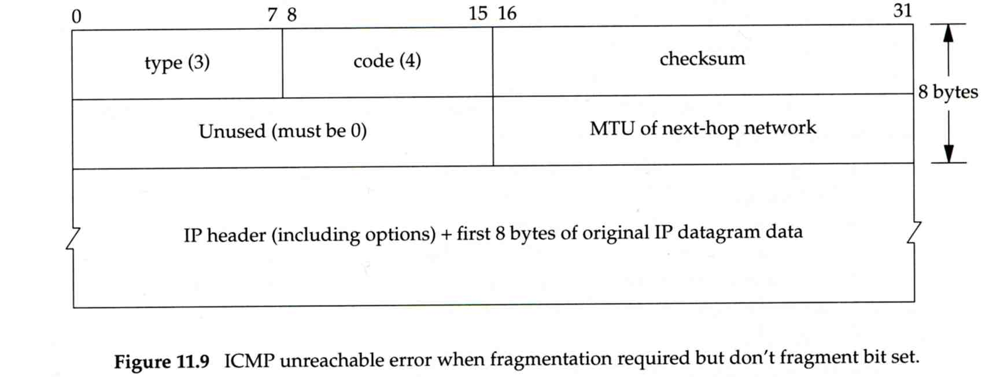 0 7 8 15 16 31
type (3) code (4) checksum
8 bytes
Unused (must be 0) MTU of next-hop network
IP header (including options) + first 8 bytes of original IP datagram data
Figure 11.9 ICMP unreachable error when fragmentation required but don't fragment bit set.